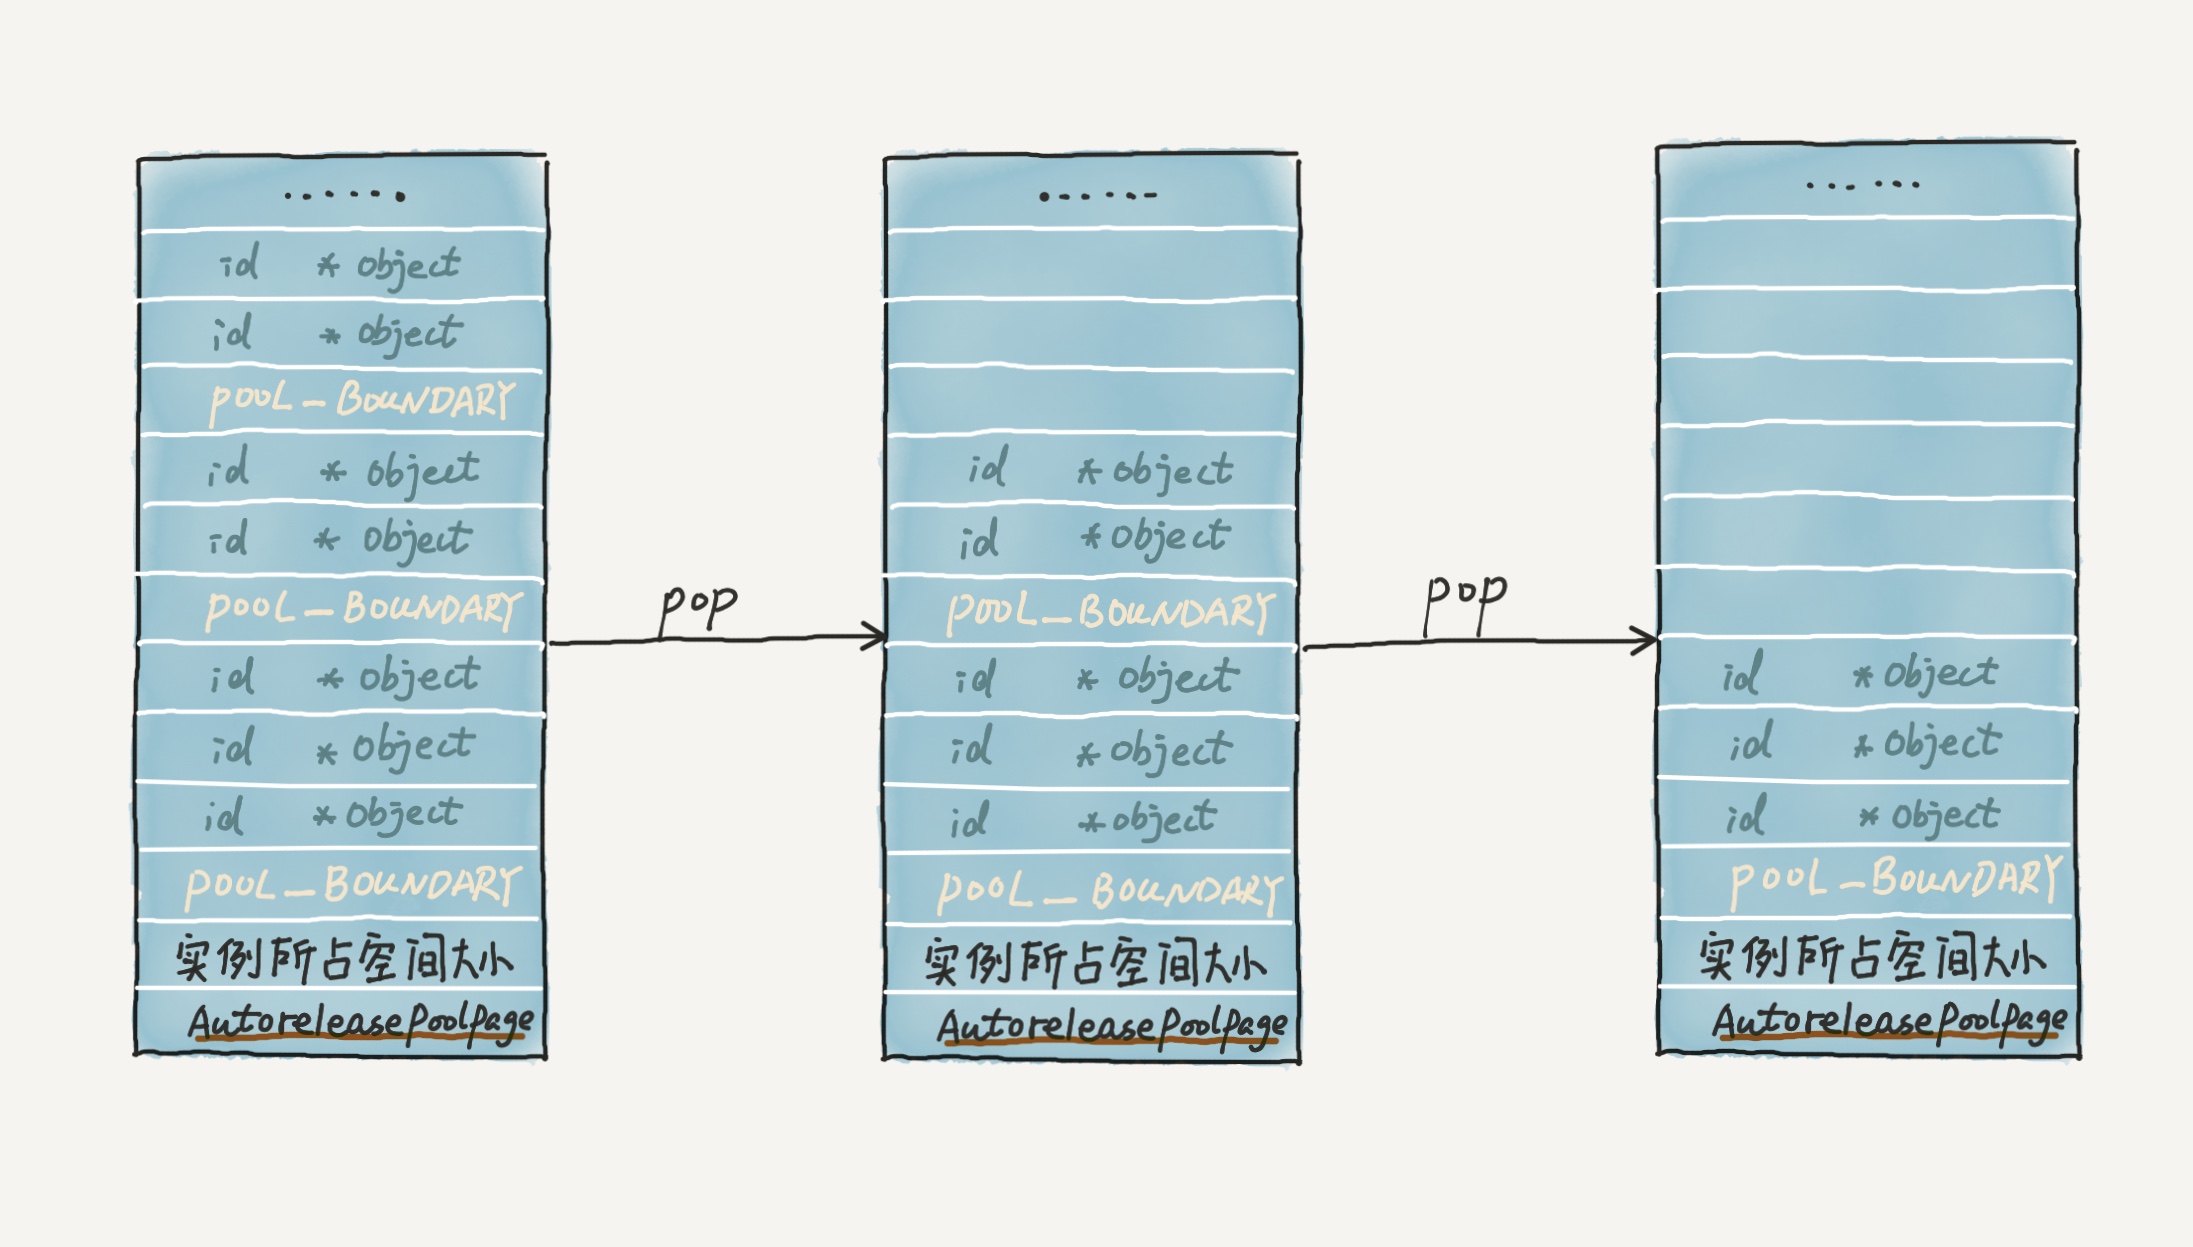 ......
id * object
id * object
POOL_BOUNDARY
id * object
id * object
POOL_BOUNDARY
id * object
id * object
id * object
POOL_BOUNDARY
实例所占空间大小
AutoreleasePoolPage
pop
......
id * object
id * object
POOL_BOUNDARY
id * object
id * object
id * object
POOL_BOUNDARY
实例所占空间大小
AutoreleasePoolPage
pop
......
id * object
id * object
id * object
POOL_BOUNDARY
实例所占空间大小
AutoreleasePoolPage